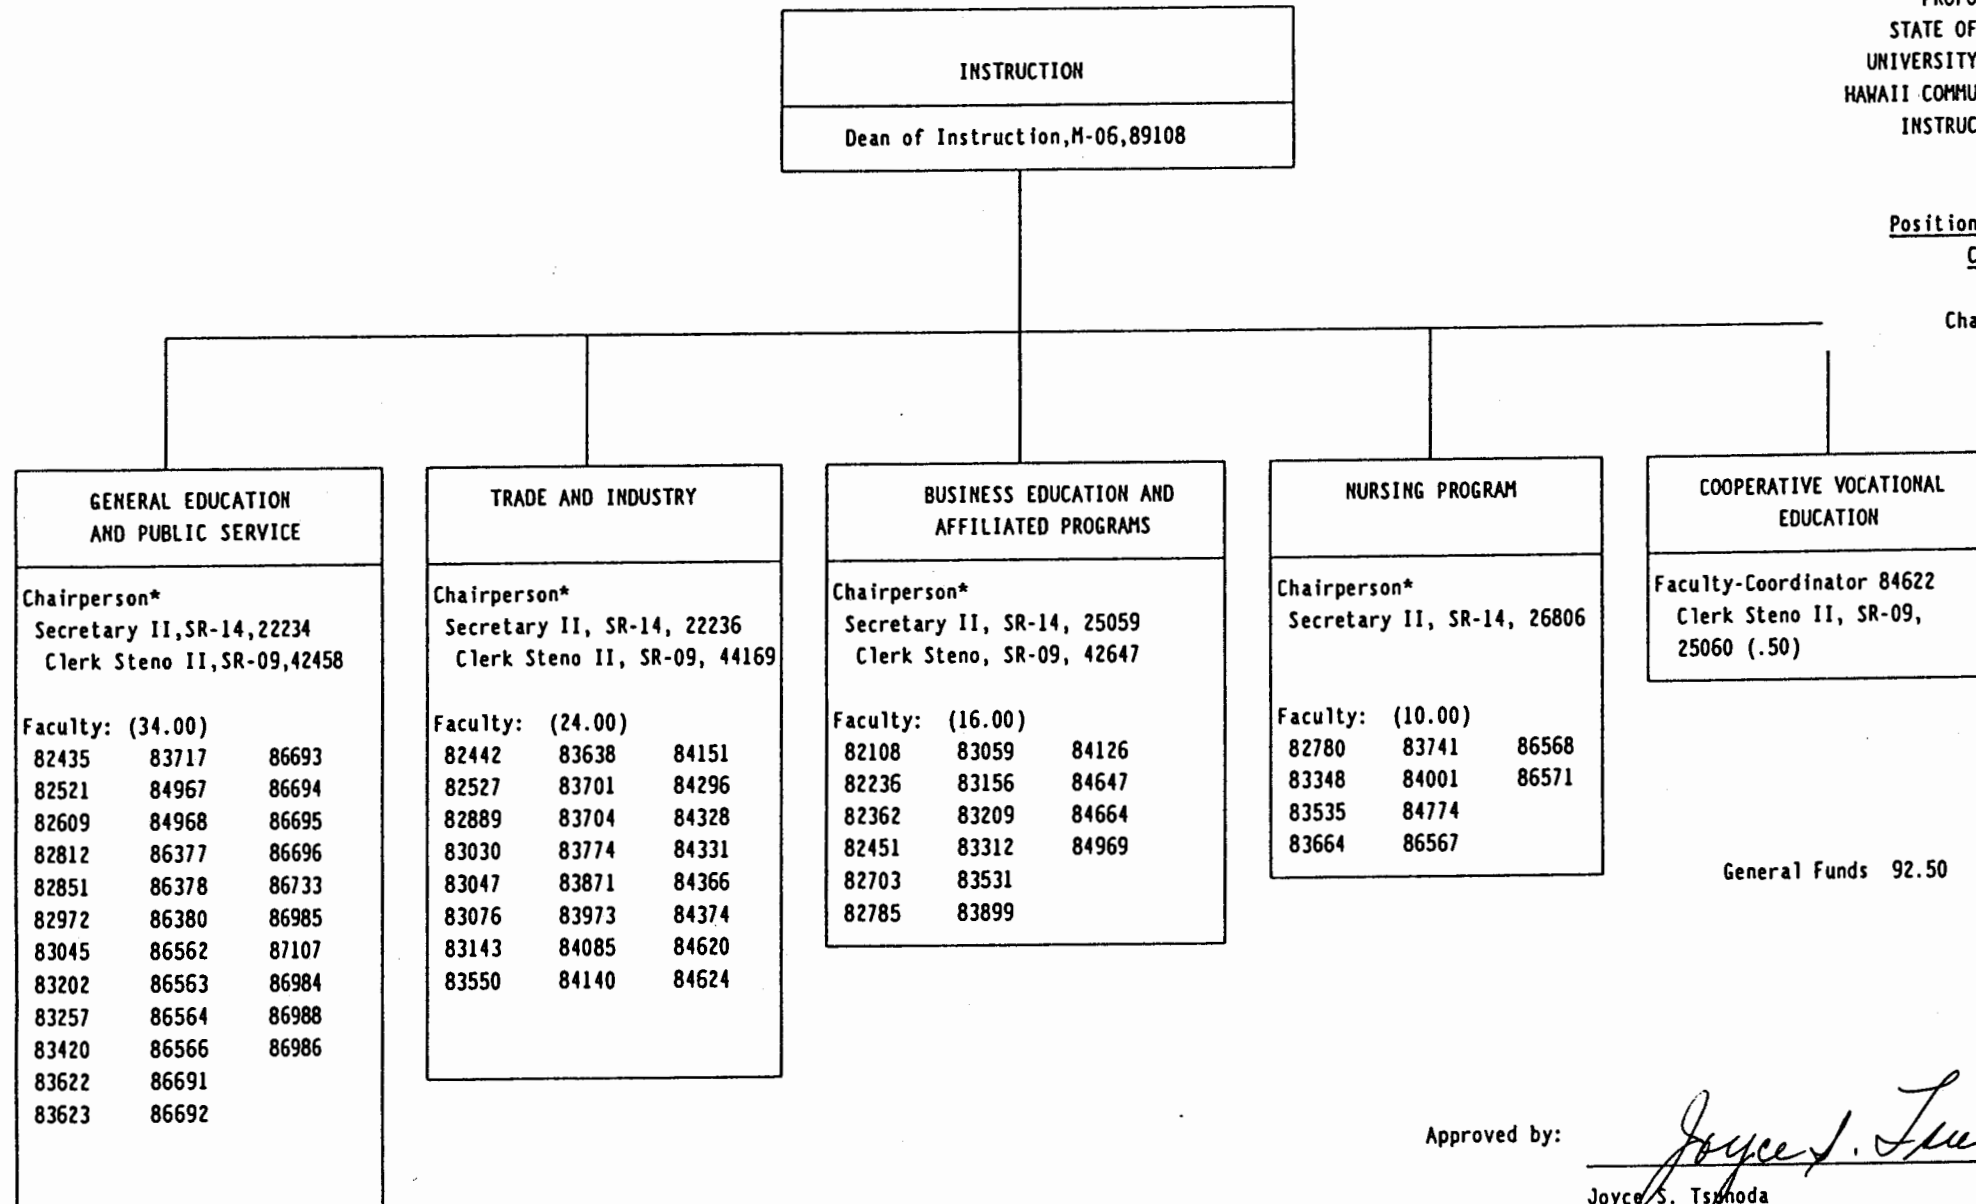 STATE OF
UNIVERSITY
HAWAII COMMU
INSTRUC
Position
Cha
INSTRUCTION
Dean of Instruction,M-06,89108
GENERAL EDUCATION
AND PUBLIC SERVICE
Chairperson*
Secretary II,SR-14,22234
Clerk Steno II,SR-09,42458
Faculty: (34.00)
82435 83717 86693
82521 84967 86694
82609 84968 86695
82812 86377 86696
82851 86378 86733
82972 86380 86985
83045 86562 87107
83202 86563 86984
83257 86564 86988
83420 86566 86986
83622 86691
83623 86692
TRADE AND INDUSTRY
Chairperson*
Secretary II, SR-14, 22236
Clerk Steno II, SR-09, 44169
Faculty: (24.00)
82442 83638 84151
82527 83701 84296
82889 83704 84328
83030 83774 84331
83047 83871 84366
83076 83973 84374
83143 84085 84620
83550 84140 84624
BUSINESS EDUCATION AND
AFFILIATED PROGRAMS
Chairperson*
Secretary II, SR-14, 25059
Clerk Steno, SR-09, 42647
Faculty: (16.00)
82108 83059 84126
82236 83156 84647
82362 83209 84664
82451 83312 84969
82703 83531
82785 83899
NURSING PROGRAM
Chairperson*
Secretary II, SR-14, 26806
Faculty: (10.00)
82780 83741 86568
83348 84001 86571
83535 84774
83664 86567
COOPERATIVE VOCATIONAL
EDUCATION
Faculty-Coordinator 84622
Clerk Steno II, SR-09,
25060 (.50)
General Funds 92.50
Approved by:
Joyce S. Tsunoda